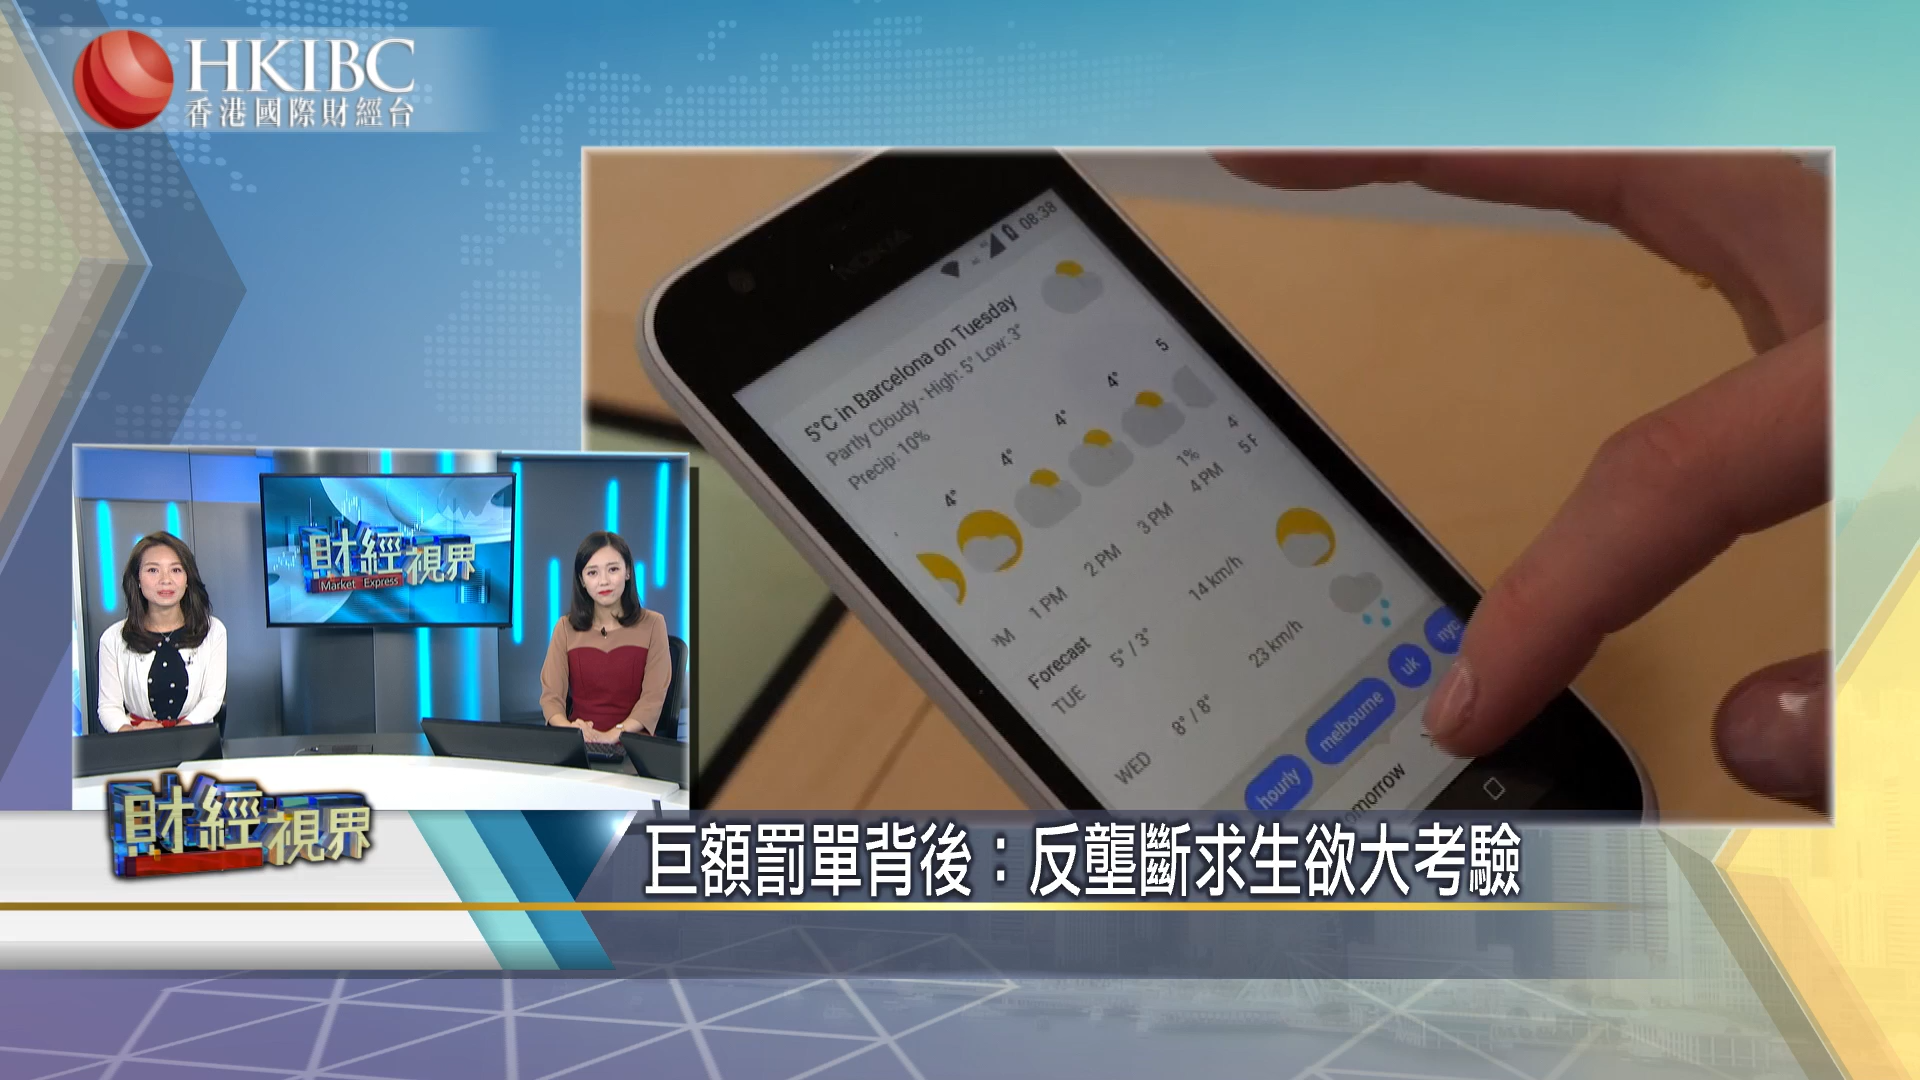 HKIBC
香港國際財經台
NOKIA
08:38
5°C in Barcelona on Tuesday
Partly Cloudy - High: 5° Low: 3°
Precip: 10%
4° 4° 4° 4° 5
1% 4
1 PM 2 PM 3 PM 4 PM 5 P
Forecast
TUE 5° / 3° 14 km/h
WED 8° / 8° 23 km/h
hourly melbourne uk nyc
omorrow
財經視界
Market Express
財經視界
巨額罰單背後：反壟斷求生欲大考驗